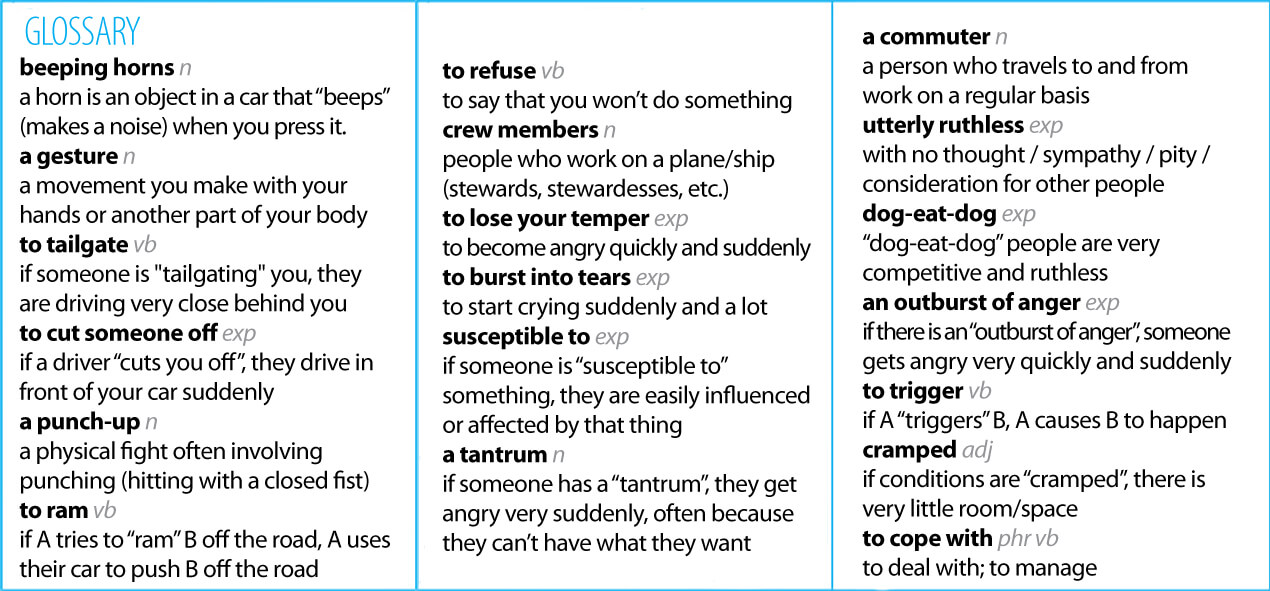 GLOSSARY
beeping horns n
a horn is an object in a car that “beeps”
(makes a noise) when you press it.
a gesture n
a movement you make with your
hands or another part of your body
to tailgate vb
if someone is "tailgating" you, they
are driving very close behind you
to cut someone off exp
if a driver “cuts you off”, they drive in
front of your car suddenly
a punch-up n
a physical fight often involving
punching (hitting with a closed fist)
to ram vb
if A tries to “ram” B off the road, A uses
their car to push B off the road
to refuse vb
to say that you won’t do something
crew members n
people who work on a plane/ship
(stewards, stewardesses, etc.)
to lose your temper exp
to become angry quickly and suddenly
to burst into tears exp
to start crying suddenly and a lot
susceptible to exp
if someone is “susceptible to”
something, they are easily influenced
or affected by that thing
a tantrum n
if someone has a “tantrum”, they get
angry very suddenly, often because
they can’t have what they want
a commuter n
a person who travels to and from
work on a regular basis
utterly ruthless exp
with no thought / sympathy / pity /
consideration for other people
dog-eat-dog exp
“dog-eat-dog” people are very
competitive and ruthless
an outburst of anger exp
if there is an “outburst of anger”, someone
gets angry very quickly and suddenly
to trigger vb
if A “triggers” B, A causes B to happen
cramped adj
if conditions are “cramped”, there is
very little room/space
to cope with phr vb
to deal with; to manage